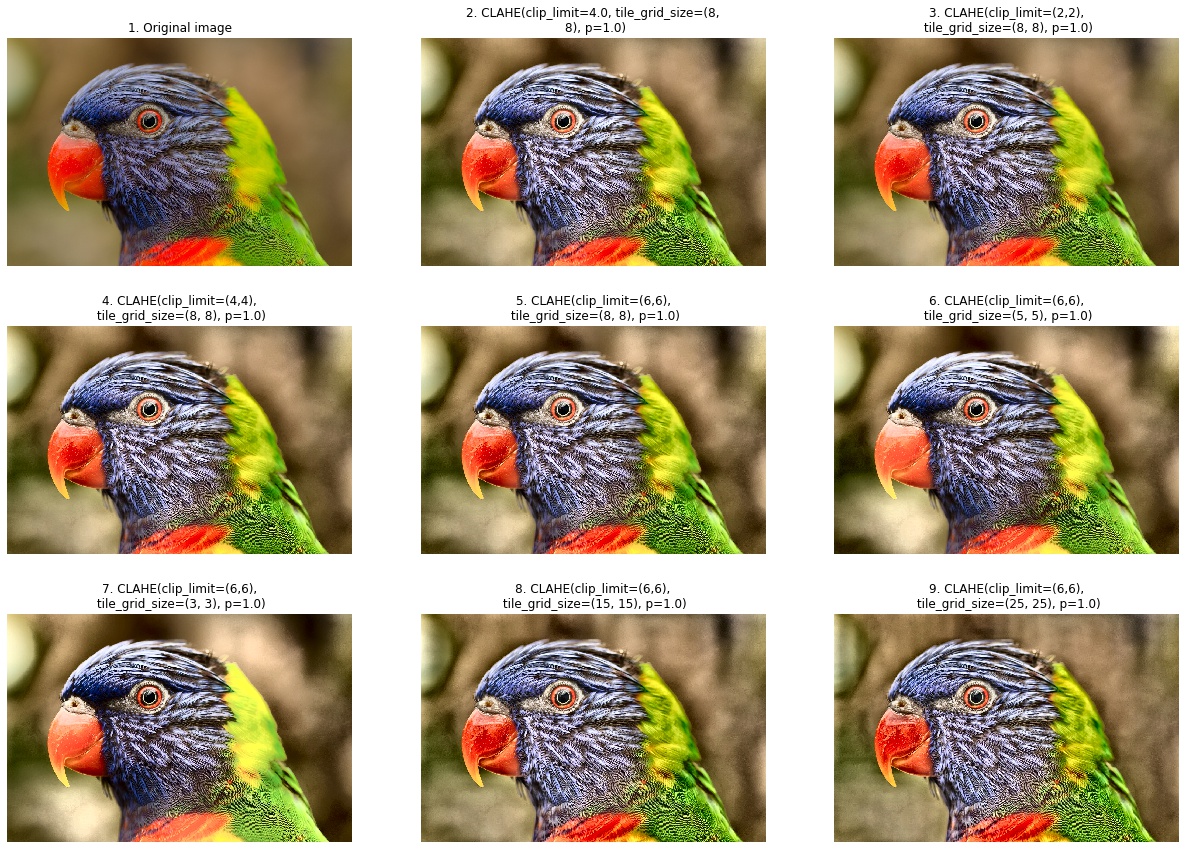 1. Original image
2. CLAHE(clip_limit=4.0, tile_grid_size=(8,
8), p=1.0)
3. CLAHE(clip_limit=(2,2),
tile_grid_size=(8, 8), p=1.0)
4. CLAHE(clip_limit=(4,4),
tile_grid_size=(8, 8), p=1.0)
5. CLAHE(clip_limit=(6,6),
tile_grid_size=(8, 8), p=1.0)
6. CLAHE(clip_limit=(6,6),
tile_grid_size=(5, 5), p=1.0)
7. CLAHE(clip_limit=(6,6),
tile_grid_size=(3, 3), p=1.0)
8. CLAHE(clip_limit=(6,6),
tile_grid_size=(15, 15), p=1.0)
9. CLAHE(clip_limit=(6,6),
tile_grid_size=(25, 25), p=1.0)